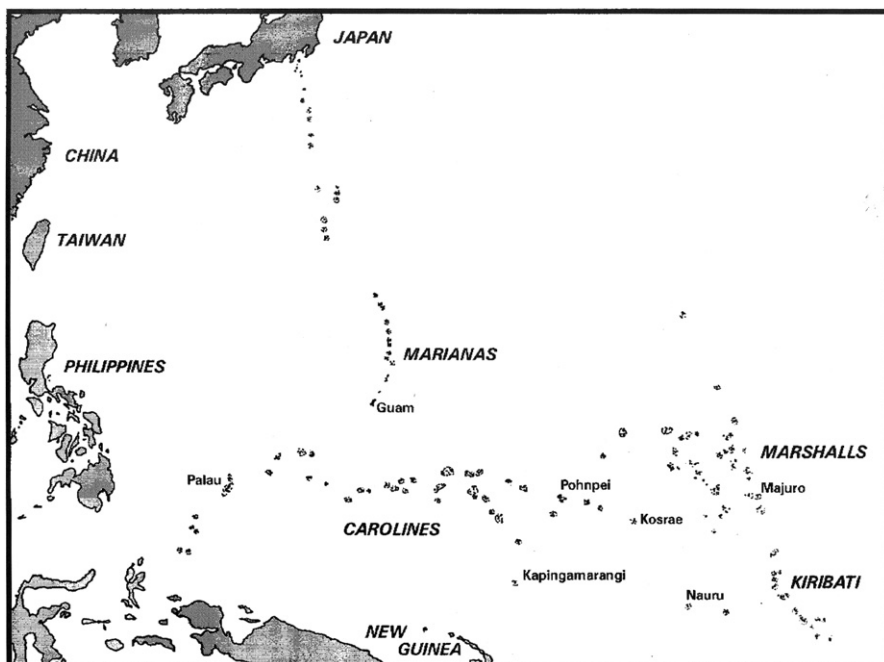 JAPAN
CHINA
TAIWAN
PHILIPPINES
MARIANAS
Guam
MARSHALLS
Palau
Pohnpei
Majuro
CAROLINES
Kosrae
Kapingamarangi
Nauru
KIRIBATI
NEW
GUINEA